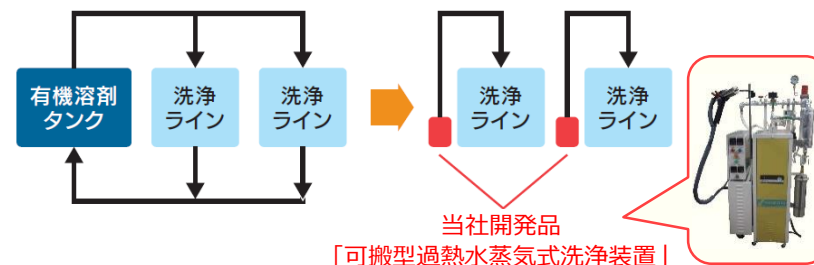 有機溶剤
タンク
洗浄
ライン
洗浄
ライン
洗浄
ライン
洗浄
ライン
当社開発品
「可搬型過熱水蒸気式洗浄装置」